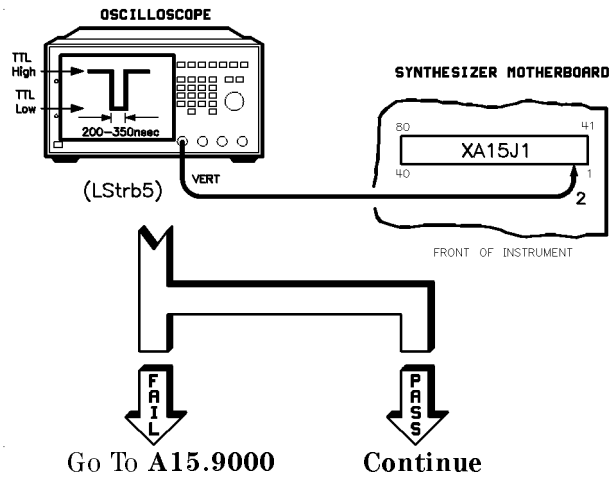 OSCILLOSCOPE
TTL
High
TTL
Low
200-350nsec
SYNTHESIZER MOTHERBOARD
80
41
XA15J1
40
1
(LStrb5)
VERT
2
FRONT OF INSTRUMENT
FAIL
PASS
Go To A15.9000
Continue